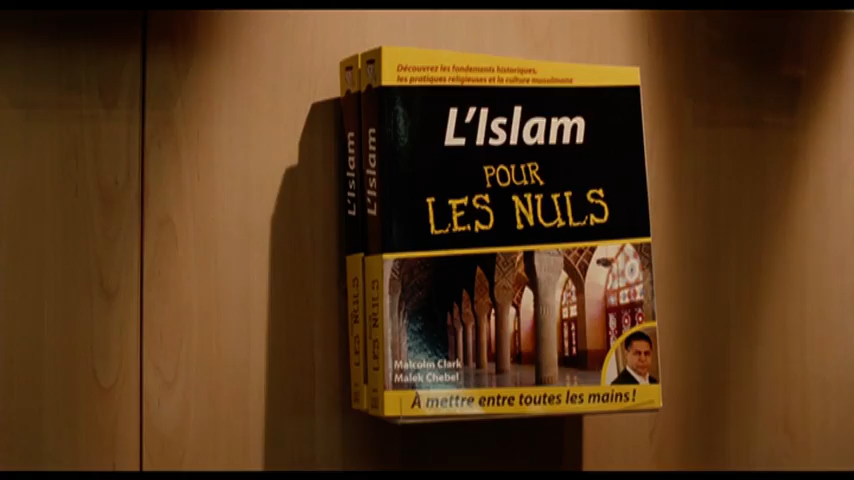 Découvrez les fondements historiques,
les pratiques religieuses et la culture musulmane
L'Islam
POUR
LES NULS
Malcolm Clark
Malek Chebel
À mettre entre toutes les mains !
L'Islam
LES NULS
L'Islam
LES NULS